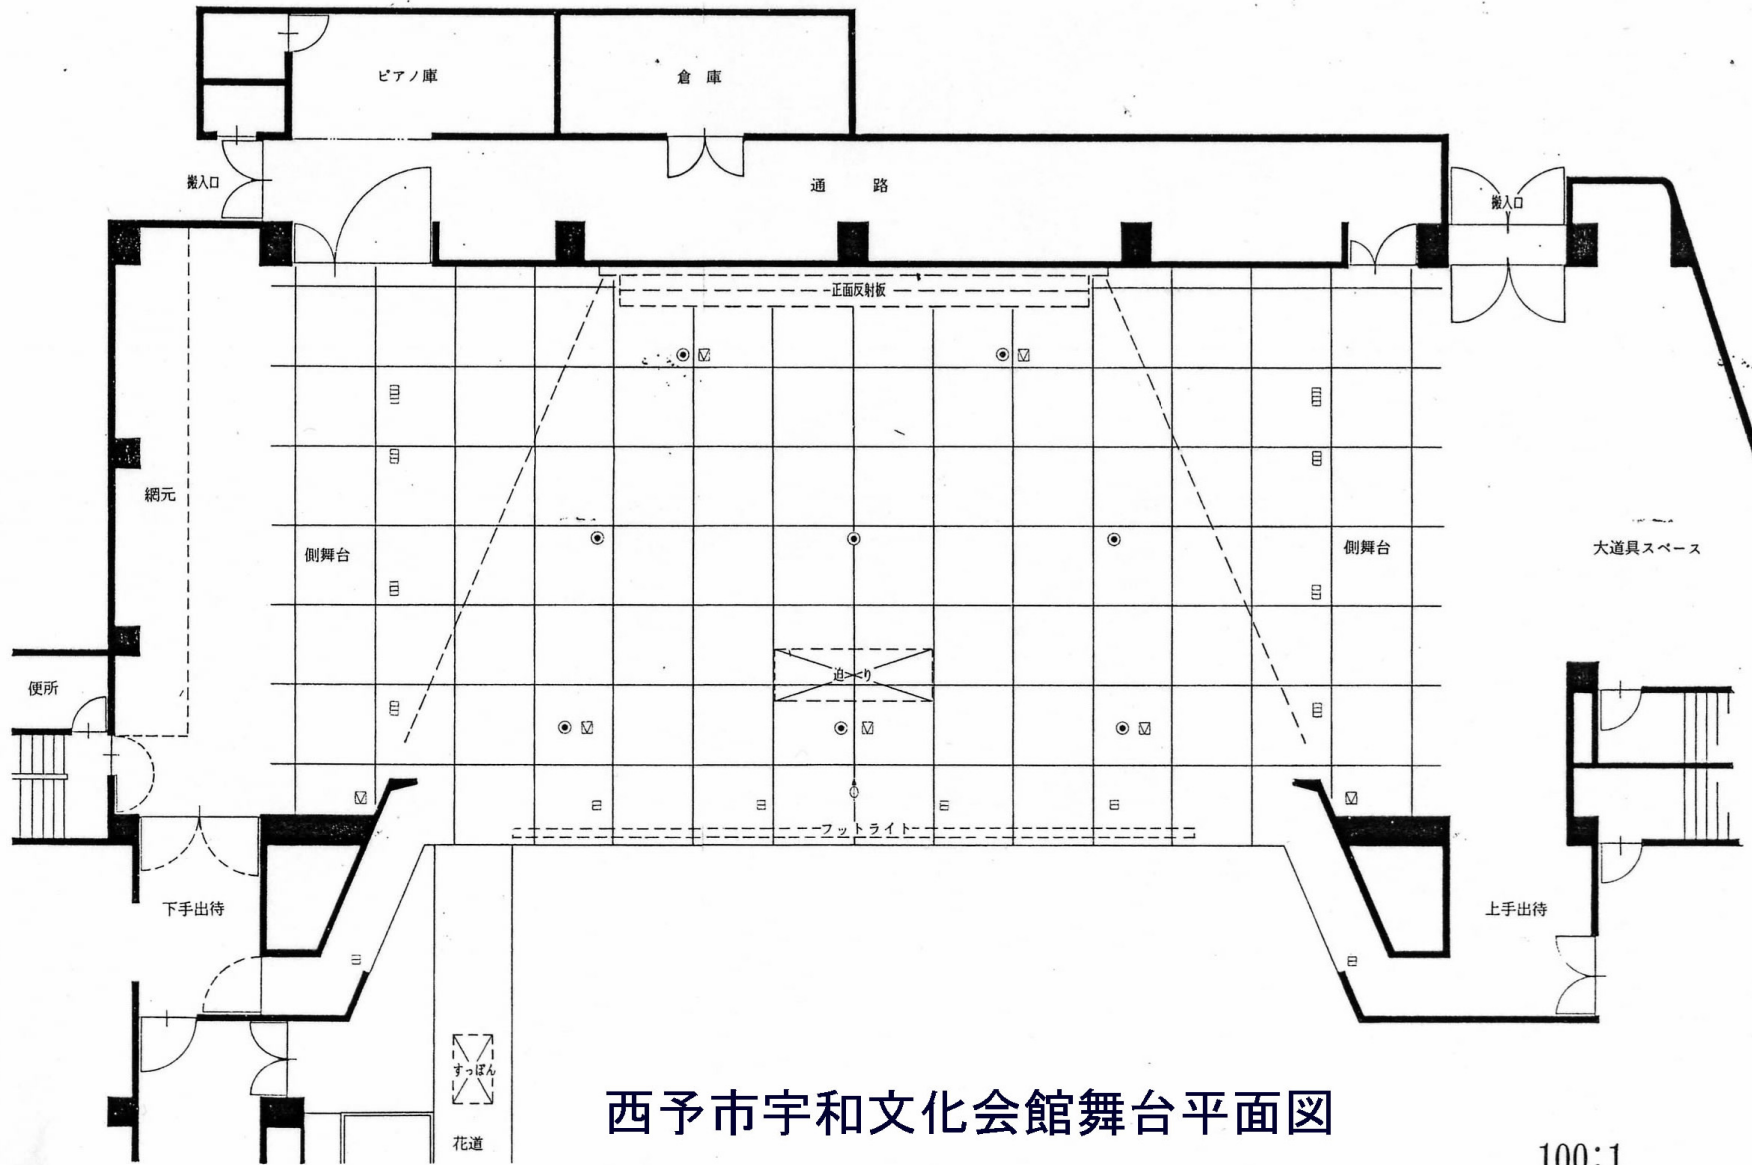 ピアノ庫
倉庫
搬入口
通路
搬入口
正面反射板
網元
側舞台
側舞台
大道具スペース
便所
迫り
フットライト
下手出待
上手出待
すっぽん
花道
西予市宇和文化会館舞台平面図
100:1